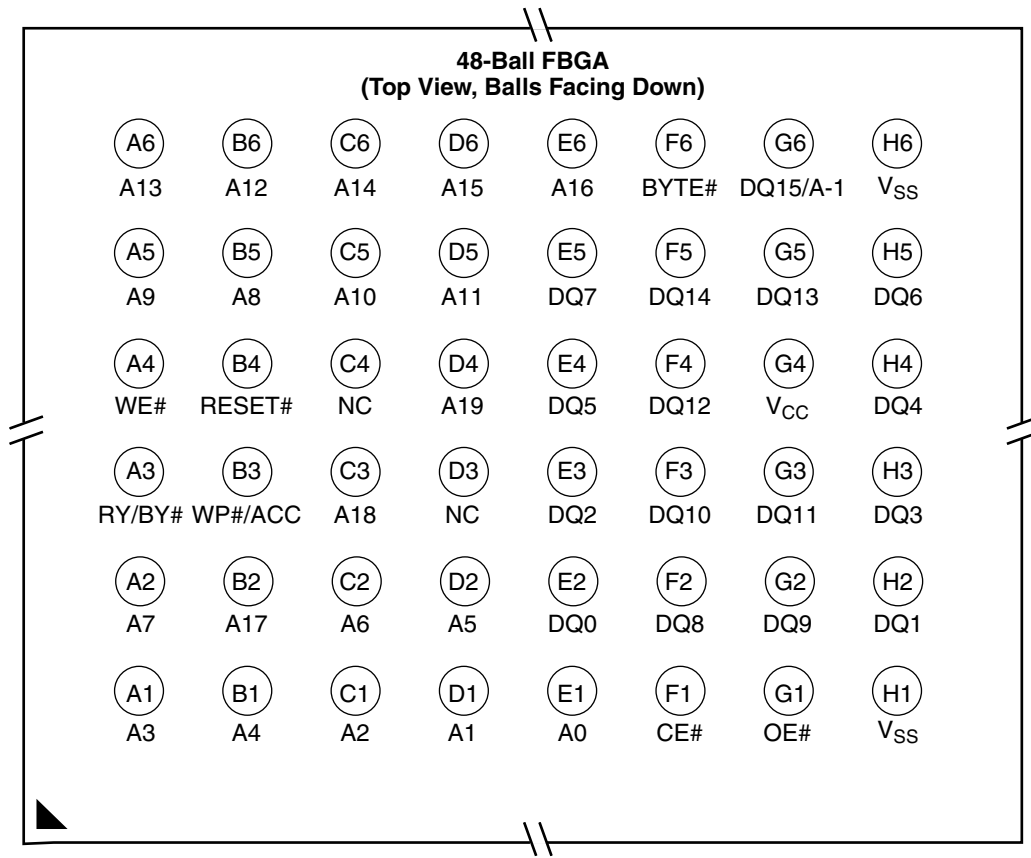 48-Ball FBGA
(Top View, Balls Facing Down)
A6 B6 C6 D6 E6 F6 G6 H6
A13 A12 A14 A15 A16 BYTE# DQ15/A-1 VSS
A5 B5 C5 D5 E5 F5 G5 H5
A9 A8 A10 A11 DQ7 DQ14 DQ13 DQ6
A4 B4 C4 D4 E4 F4 G4 H4
WE# RESET# NC A19 DQ5 DQ12 VCC DQ4
A3 B3 C3 D3 E3 F3 G3 H3
RY/BY# WP#/ACC A18 NC DQ2 DQ10 DQ11 DQ3
A2 B2 C2 D2 E2 F2 G2 H2
A7 A17 A6 A5 DQ0 DQ8 DQ9 DQ1
A1 B1 C1 D1 E1 F1 G1 H1
A3 A4 A2 A1 A0 CE# OE# VSS